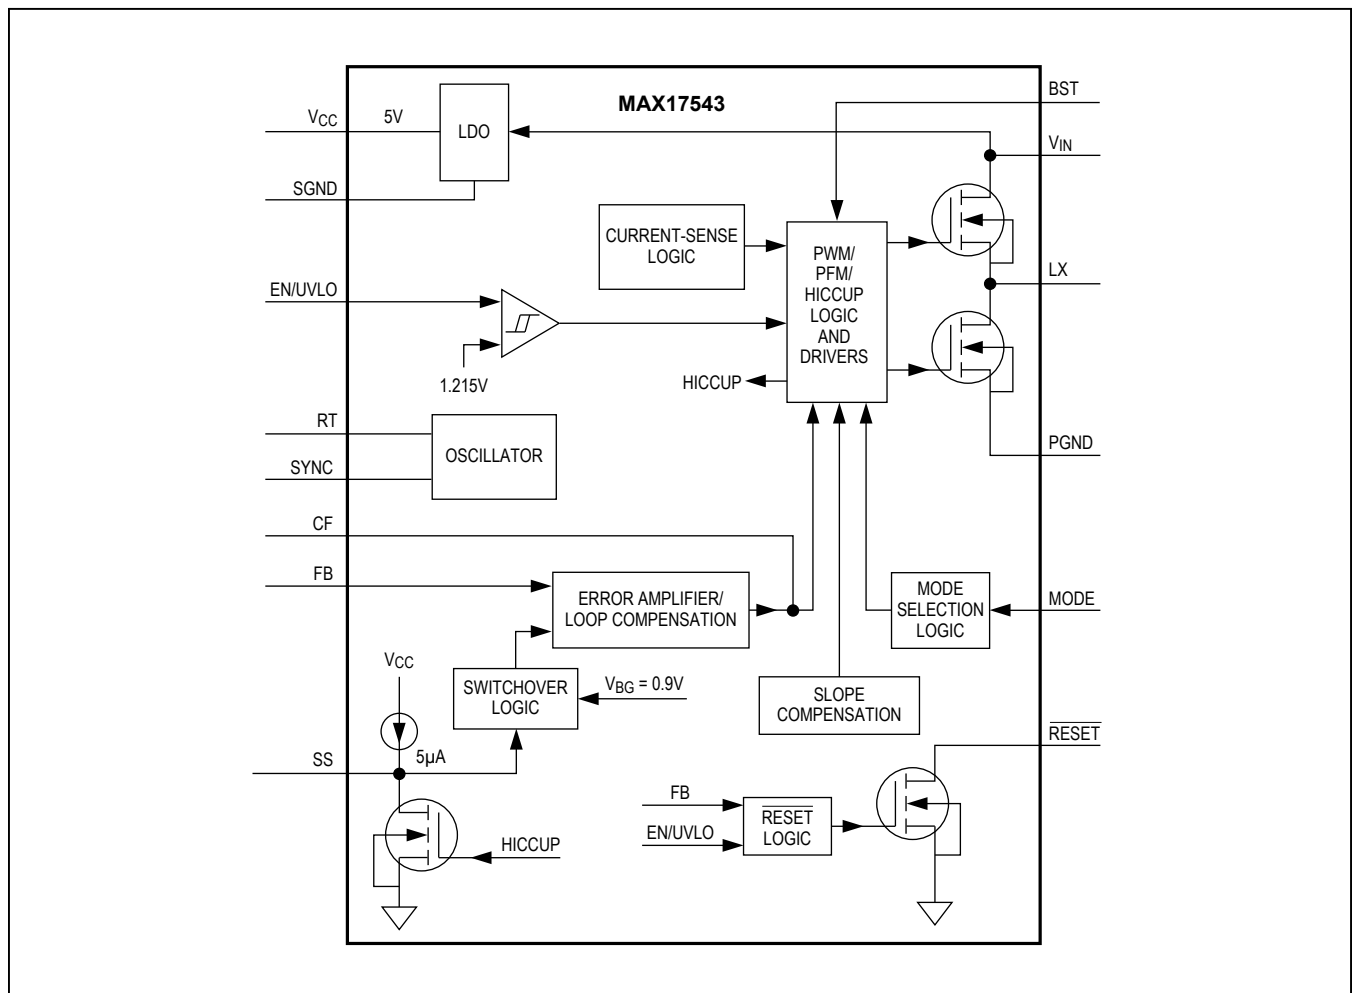 MAX17543
BST
VCC
5V
LDO
VIN
SGND
CURRENT-SENSE
LOGIC
PWM/
PFM/
HICCUP
LOGIC
AND
DRIVERS
LX
EN/UVLO
1.215V
HICCUP
RT
OSCILLATOR
SYNC
PGND
CF
FB
ERROR AMPLIFIER/
LOOP COMPENSATION
MODE
SELECTION
LOGIC
MODE
VCC
SWITCHOVER
LOGIC
VBG = 0.9V
SLOPE
COMPENSATION
RESET
5µA
SS
FB
EN/UVLO
RESET
LOGIC
HICCUP